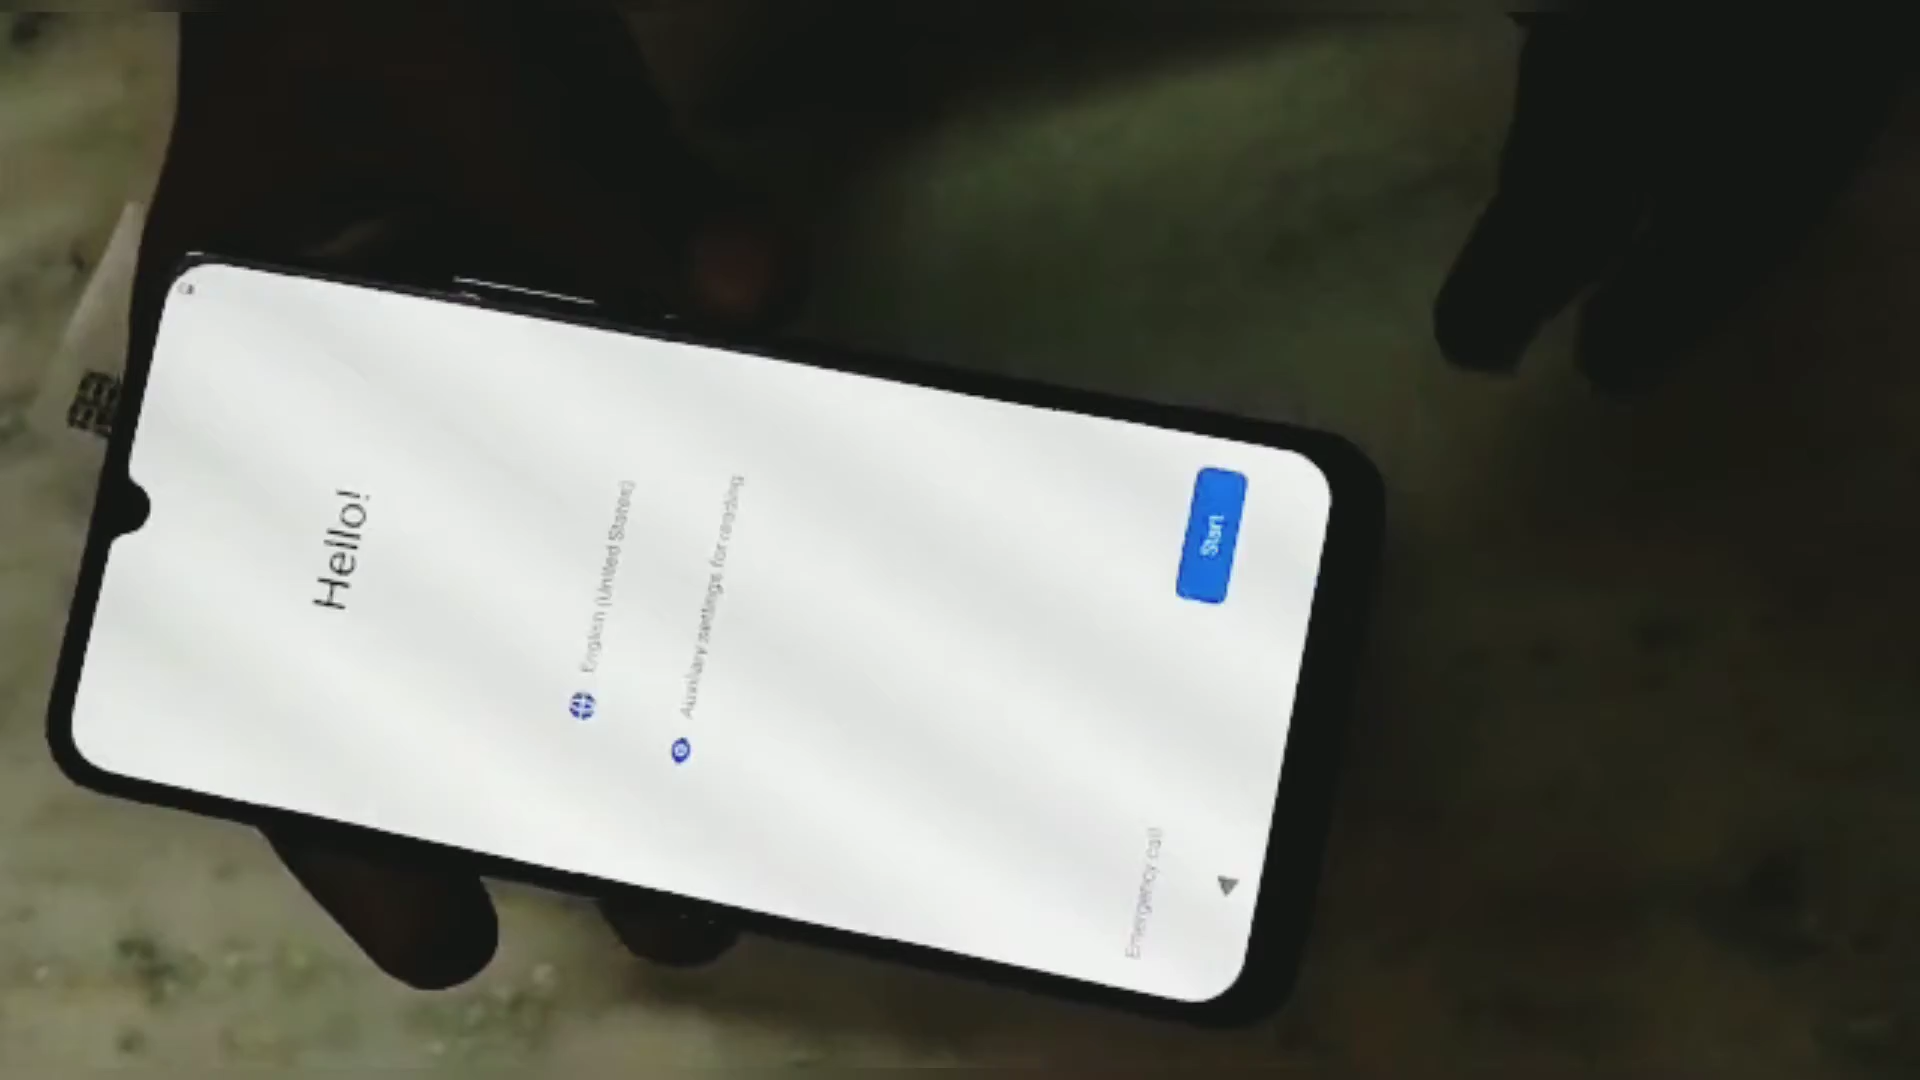 Hello!
English (United States)
Auxiliary settings for reading
Start
Emergency call